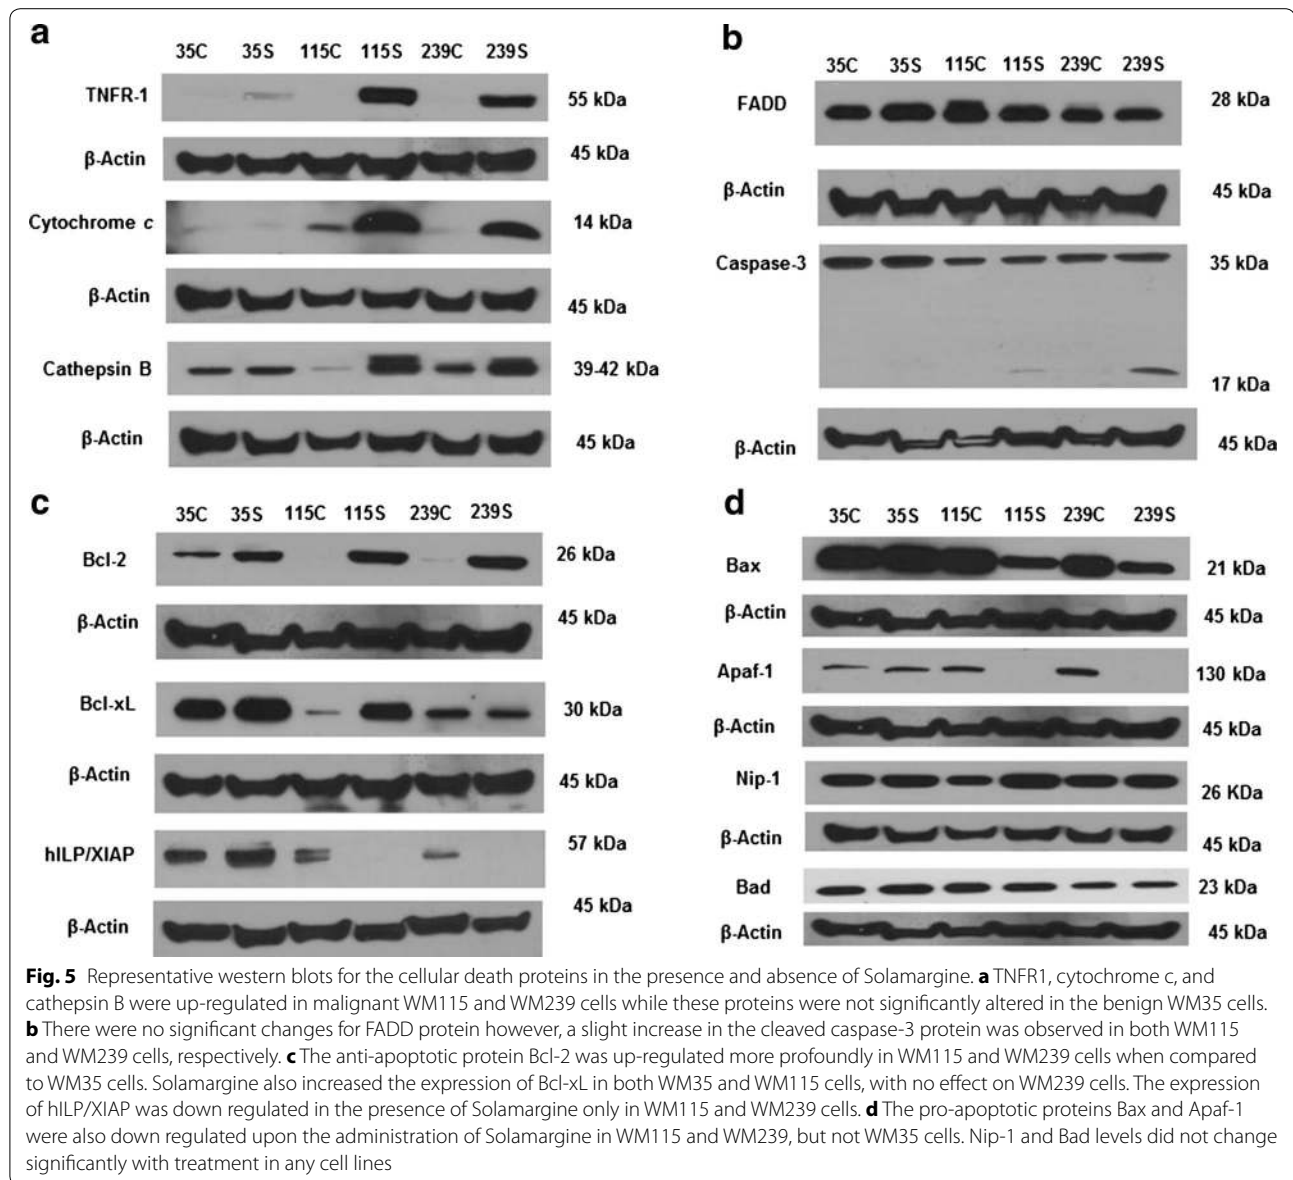 a
35C 35S 115C 115S 239C 239S
TNFR-1 55 kDa
β-Actin 45 kDa
Cytochrome c 14 kDa
β-Actin 45 kDa
Cathepsin B 39-42 kDa
β-Actin 45 kDa
b
35C 35S 115C 115S 239C 239S
FADD 28 kDa
β-Actin 45 kDa
Caspase-3 35 kDa
17 kDa
β-Actin 45 kDa
c
35C 35S 115C 115S 239C 239S
Bcl-2 26 kDa
β-Actin 45 kDa
Bcl-xL 30 kDa
β-Actin 45 kDa
hILP/XIAP 57 kDa
β-Actin 45 kDa
d
35C 35S 115C 115S 239C 239S
Bax 21 kDa
β-Actin 45 kDa
Apaf-1 130 kDa
β-Actin 45 kDa
Nip-1 26 KDa
β-Actin 45 kDa
Bad 23 kDa
β-Actin 45 kDa
Fig. 5 Representative western blots for the cellular death proteins in the presence and absence of Solamargine. a TNFR1, cytochrome c, and
cathepsin B were up-regulated in malignant WM115 and WM239 cells while these proteins were not significantly altered in the benign WM35 cells.
b There were no significant changes for FADD protein however, a slight increase in the cleaved caspase-3 protein was observed in both WM115
and WM239 cells, respectively. c The anti-apoptotic protein Bcl-2 was up-regulated more profoundly in WM115 and WM239 cells when compared
to WM35 cells. Solamargine also increased the expression of Bcl-xL in both WM35 and WM115 cells, with no effect on WM239 cells. The expression
of hILP/XIAP was down regulated in the presence of Solamargine only in WM115 and WM239 cells. d The pro-apoptotic proteins Bax and Apaf-1
were also down regulated upon the administration of Solamargine in WM115 and WM239, but not WM35 cells. Nip-1 and Bad levels did not change
significantly with treatment in any cell lines